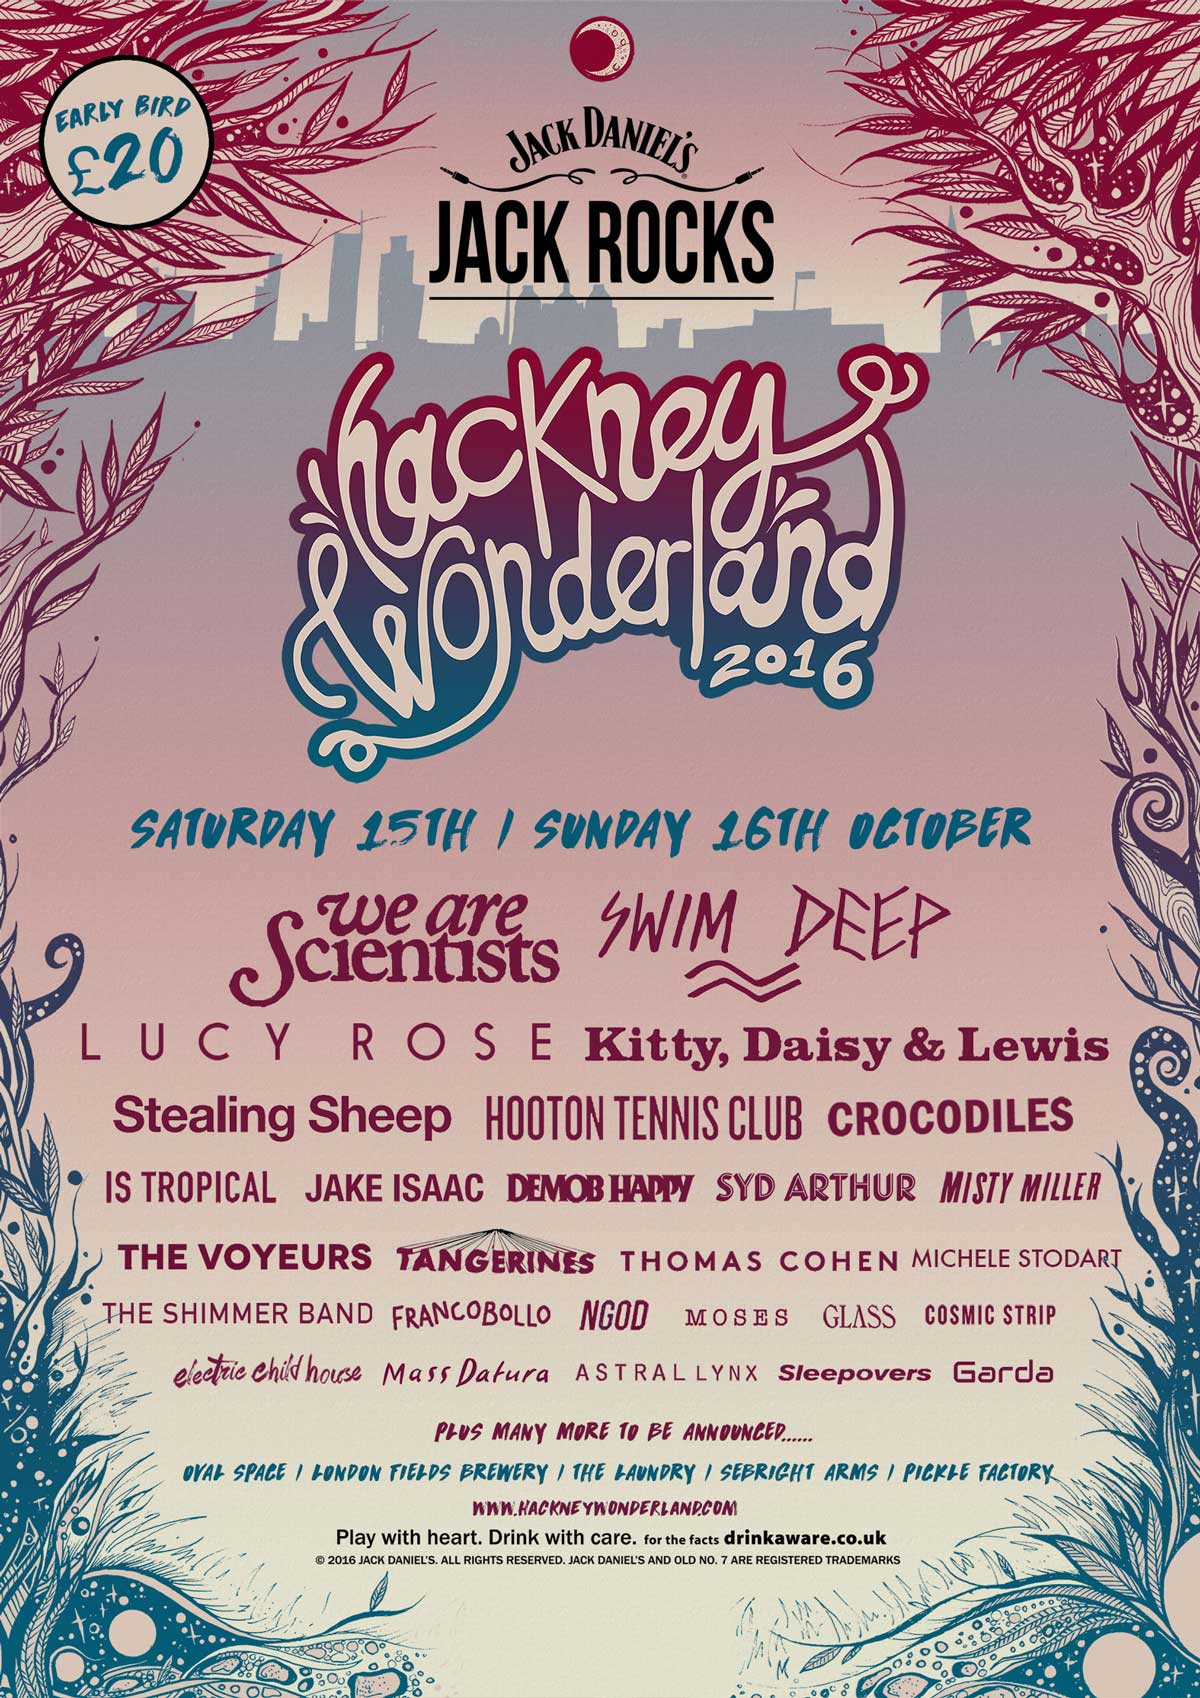 EARLY BIRD
£20
JACK DANIEL'S
JACK ROCKS
hackney
wonderland
2016
SATURDAY 15TH / SUNDAY 16TH OCTOBER
we are Scientists SWIM DEEP
LUCY ROSE Kitty, Daisy & Lewis
Stealing Sheep HOOTON TENNIS CLUB CROCODILES
IS TROPICAL JAKE ISAAC DEMOB HAPPY SYD ARTHUR MISTY MILLER
THE VOYEURS TANGERINES THOMAS COHEN MICHELE STODART
THE SHIMMER BAND FRANCOBOLLO NGOD MOSES GLASS COSMIC STRIP
electric child house Mass Datura ASTRAL LYNX Sleepovers Garda
PLUS MANY MORE TO BE ANNOUNCED......
OVAL SPACE / LONDON FIELDS BREWERY / THE LAUNDRY / SEBRIGHT ARMS / PICKLE FACTORY
WWW.HACKNEYWONDERLAND.COM
Play with heart. Drink with care. for the facts drinkaware.co.uk
© 2016 JACK DANIEL'S. ALL RIGHTS RESERVED. JACK DANIEL'S AND OLD NO. 7 ARE REGISTERED TRADEMARKS